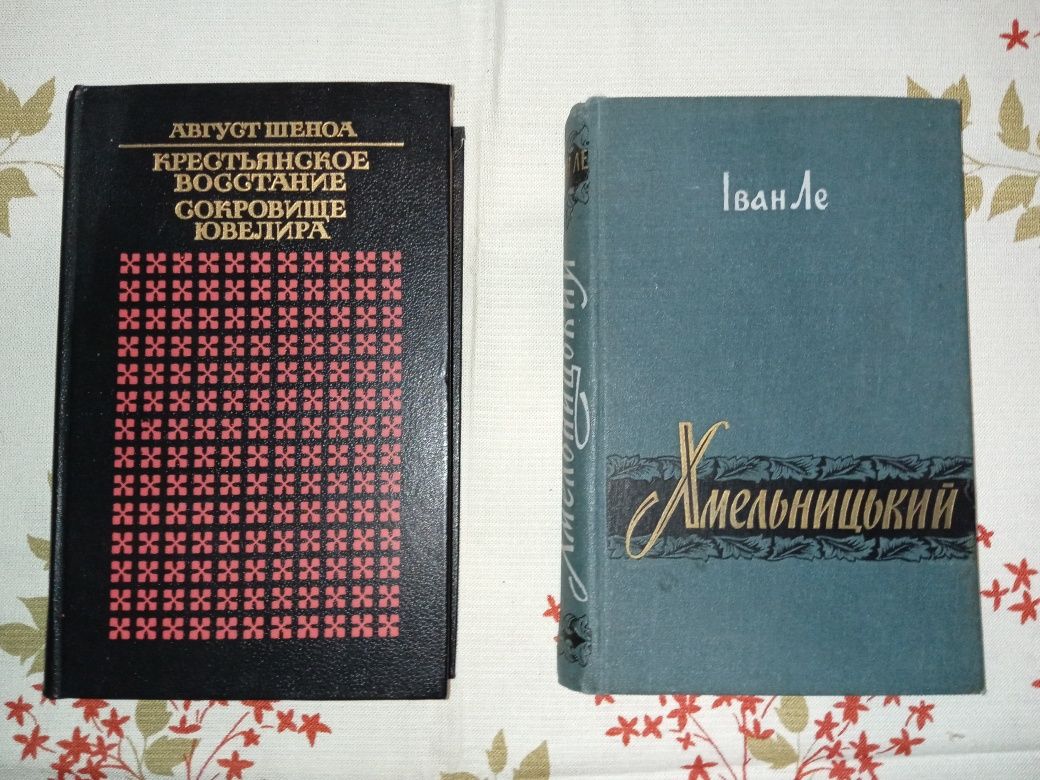 АВГУСТ ШЕНОА
КРЕСТЬЯНСКОЕ
ВОССТАНИЕ
СОКРОВИЩЕ
ЮВЕЛИРА
ЛЕ
Хмельницький
Іван Ле
Хмельницький